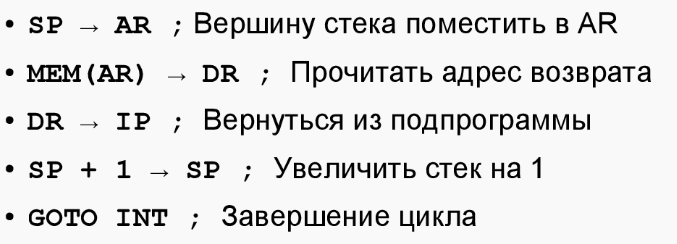 • SP → AR ; Вершину стека поместить в AR
• MEM(AR) → DR ; Прочитать адрес возврата
• DR → IP ; Вернуться из подпрограммы
• SP + 1 → SP ; Увеличить стек на 1
• GOTO INT ; Завершение цикла